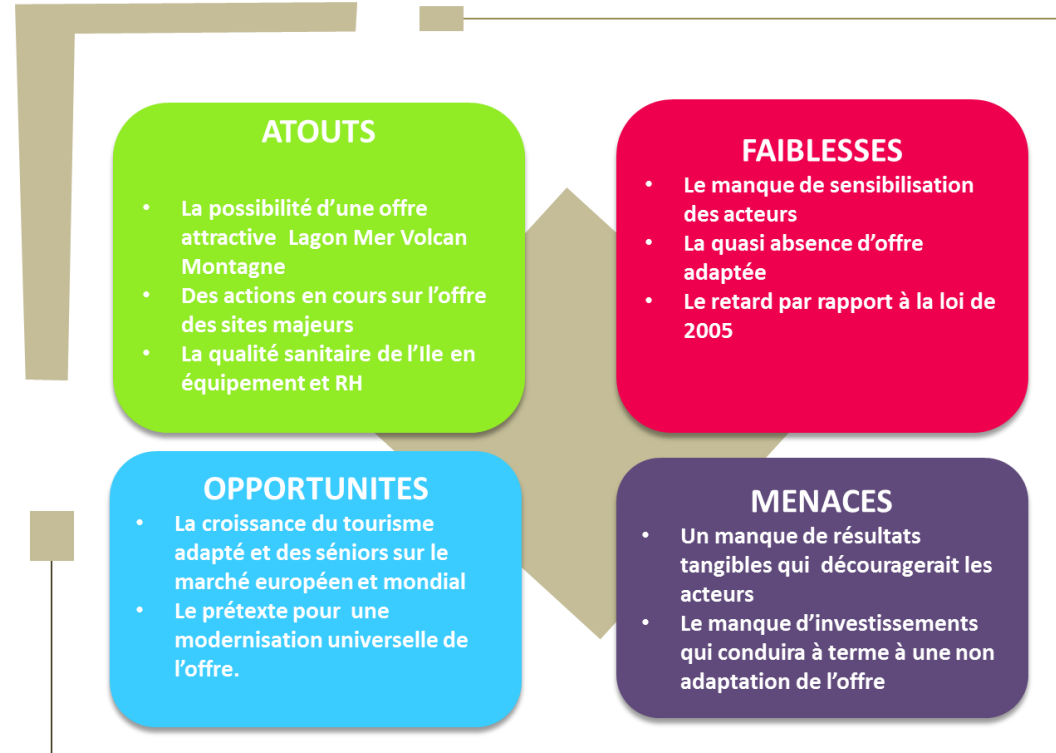 ATOUTS
• La possibilité d’une offre
attractive Lagon Mer Volcan
Montagne
• Des actions en cours sur l’offre
des sites majeurs
• La qualité sanitaire de l’Ile en
équipement et RH
FAIBLESSES
• Le manque de sensibilisation
des acteurs
• La quasi absence d’offre
adaptée
• Le retard par rapport à la loi de
2005
OPPORTUNITES
• La croissance du tourisme
adapté et des séniors sur le
marché européen et mondial
• Le prétexte pour une
modernisation universelle de
l’offre.
MENACES
• Un manque de résultats
tangibles qui découragerait les
acteurs
• Le manque d’investissements
qui conduira à terme à une non
adaptation de l’offre